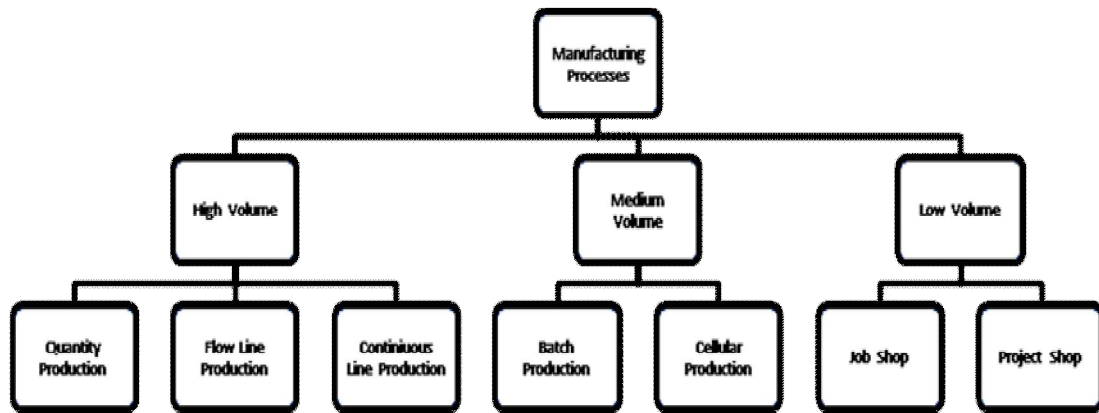 Manufacturing
Processes
High Volume
Medium
Volume
Low Volume
Quantity
Production
Flow Line
Production
Continiuous
Line Production
Batch
Production
Cellular
Production
Job Shop
Project Shop